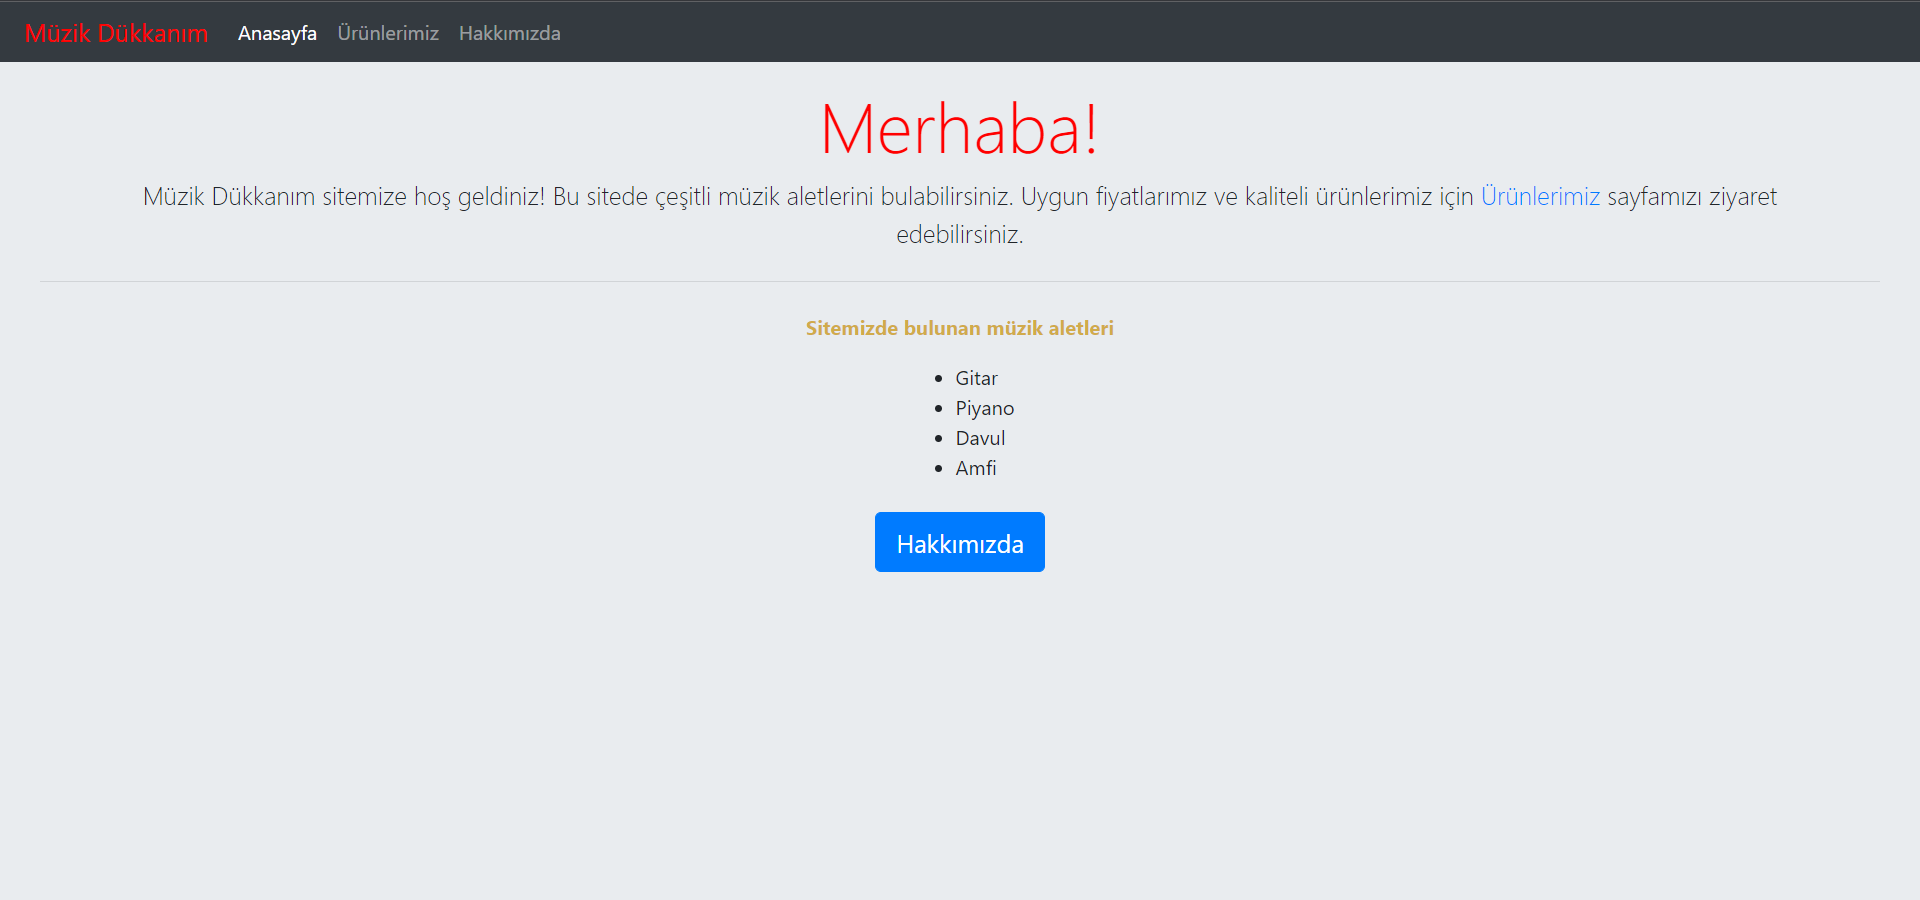 Müzik Dükkanım Anasayfa Ürünlerimiz Hakkımızda
Merhaba!
Müzik Dükkanım sitemize hoş geldiniz! Bu sitede çeşitli müzik aletlerini bulabilirsiniz. Uygun fiyatlarımız ve kaliteli ürünlerimiz için Ürünlerimiz sayfamızı ziyaret
edebilirsiniz.
Sitemizde bulunan müzik aletleri
• Gitar
• Piyano
• Davul
• Amfi
Hakkımızda